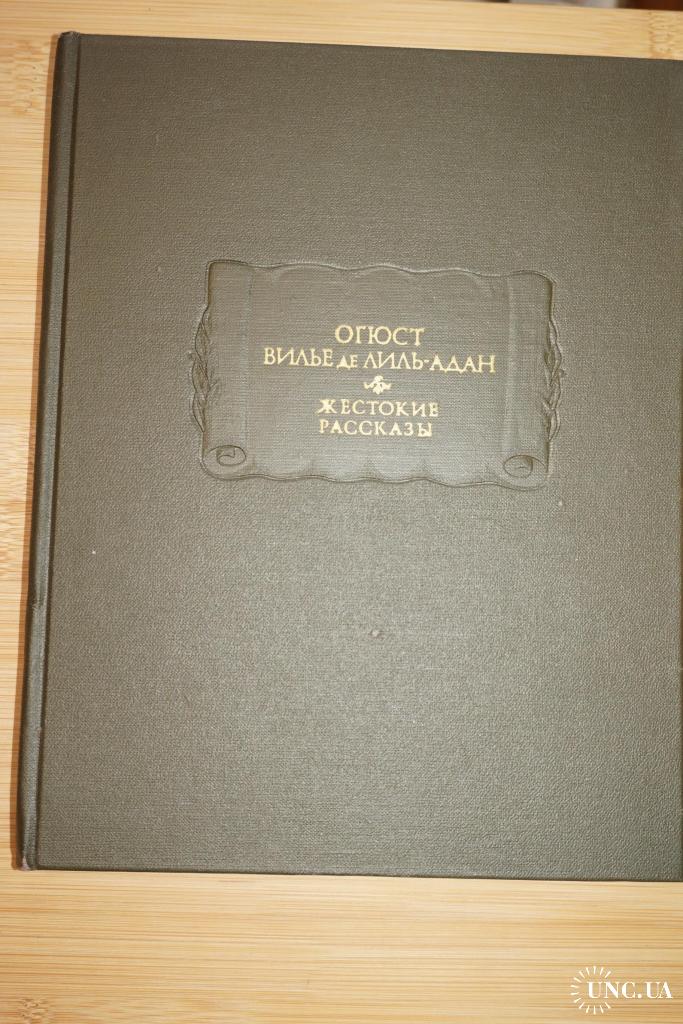 ОГЮСТ
ВИЛЬЕ ДЕ ЛИЛЬ-АДАН
ЖЕСТОКИЕ
РАССКАЗЫ
UNC.UA